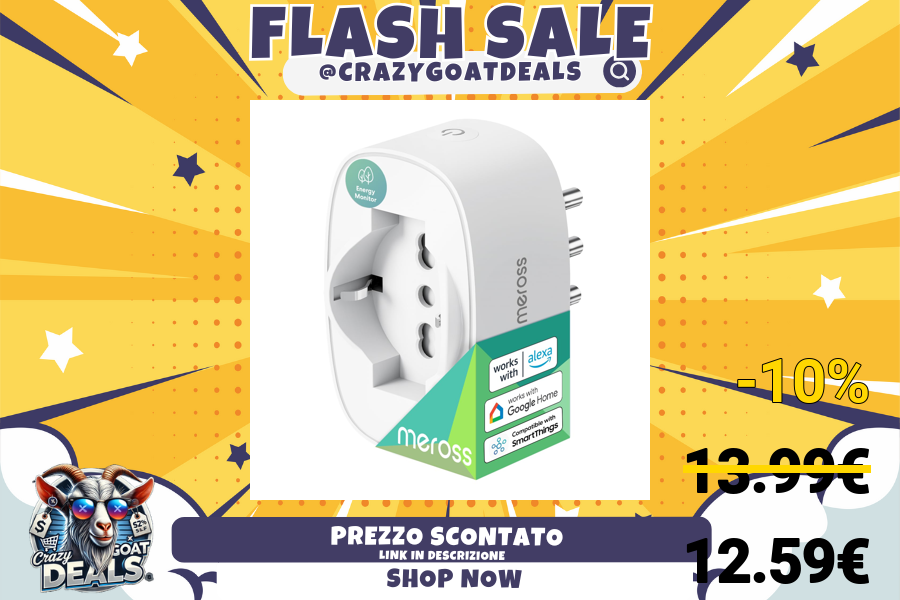 FLASH SALE
@CRAZYGOATDEALS
Energy
Monitor
meross
works
with
alexa
works with
Google Home
Compatible with
SmartThings
meross
-10%
13.99€
12.59€
PREZZO SCONTATO
LINK IN DESCRIZIONE
SHOP NOW
$
52%
Crazy
GOAT
DEALS